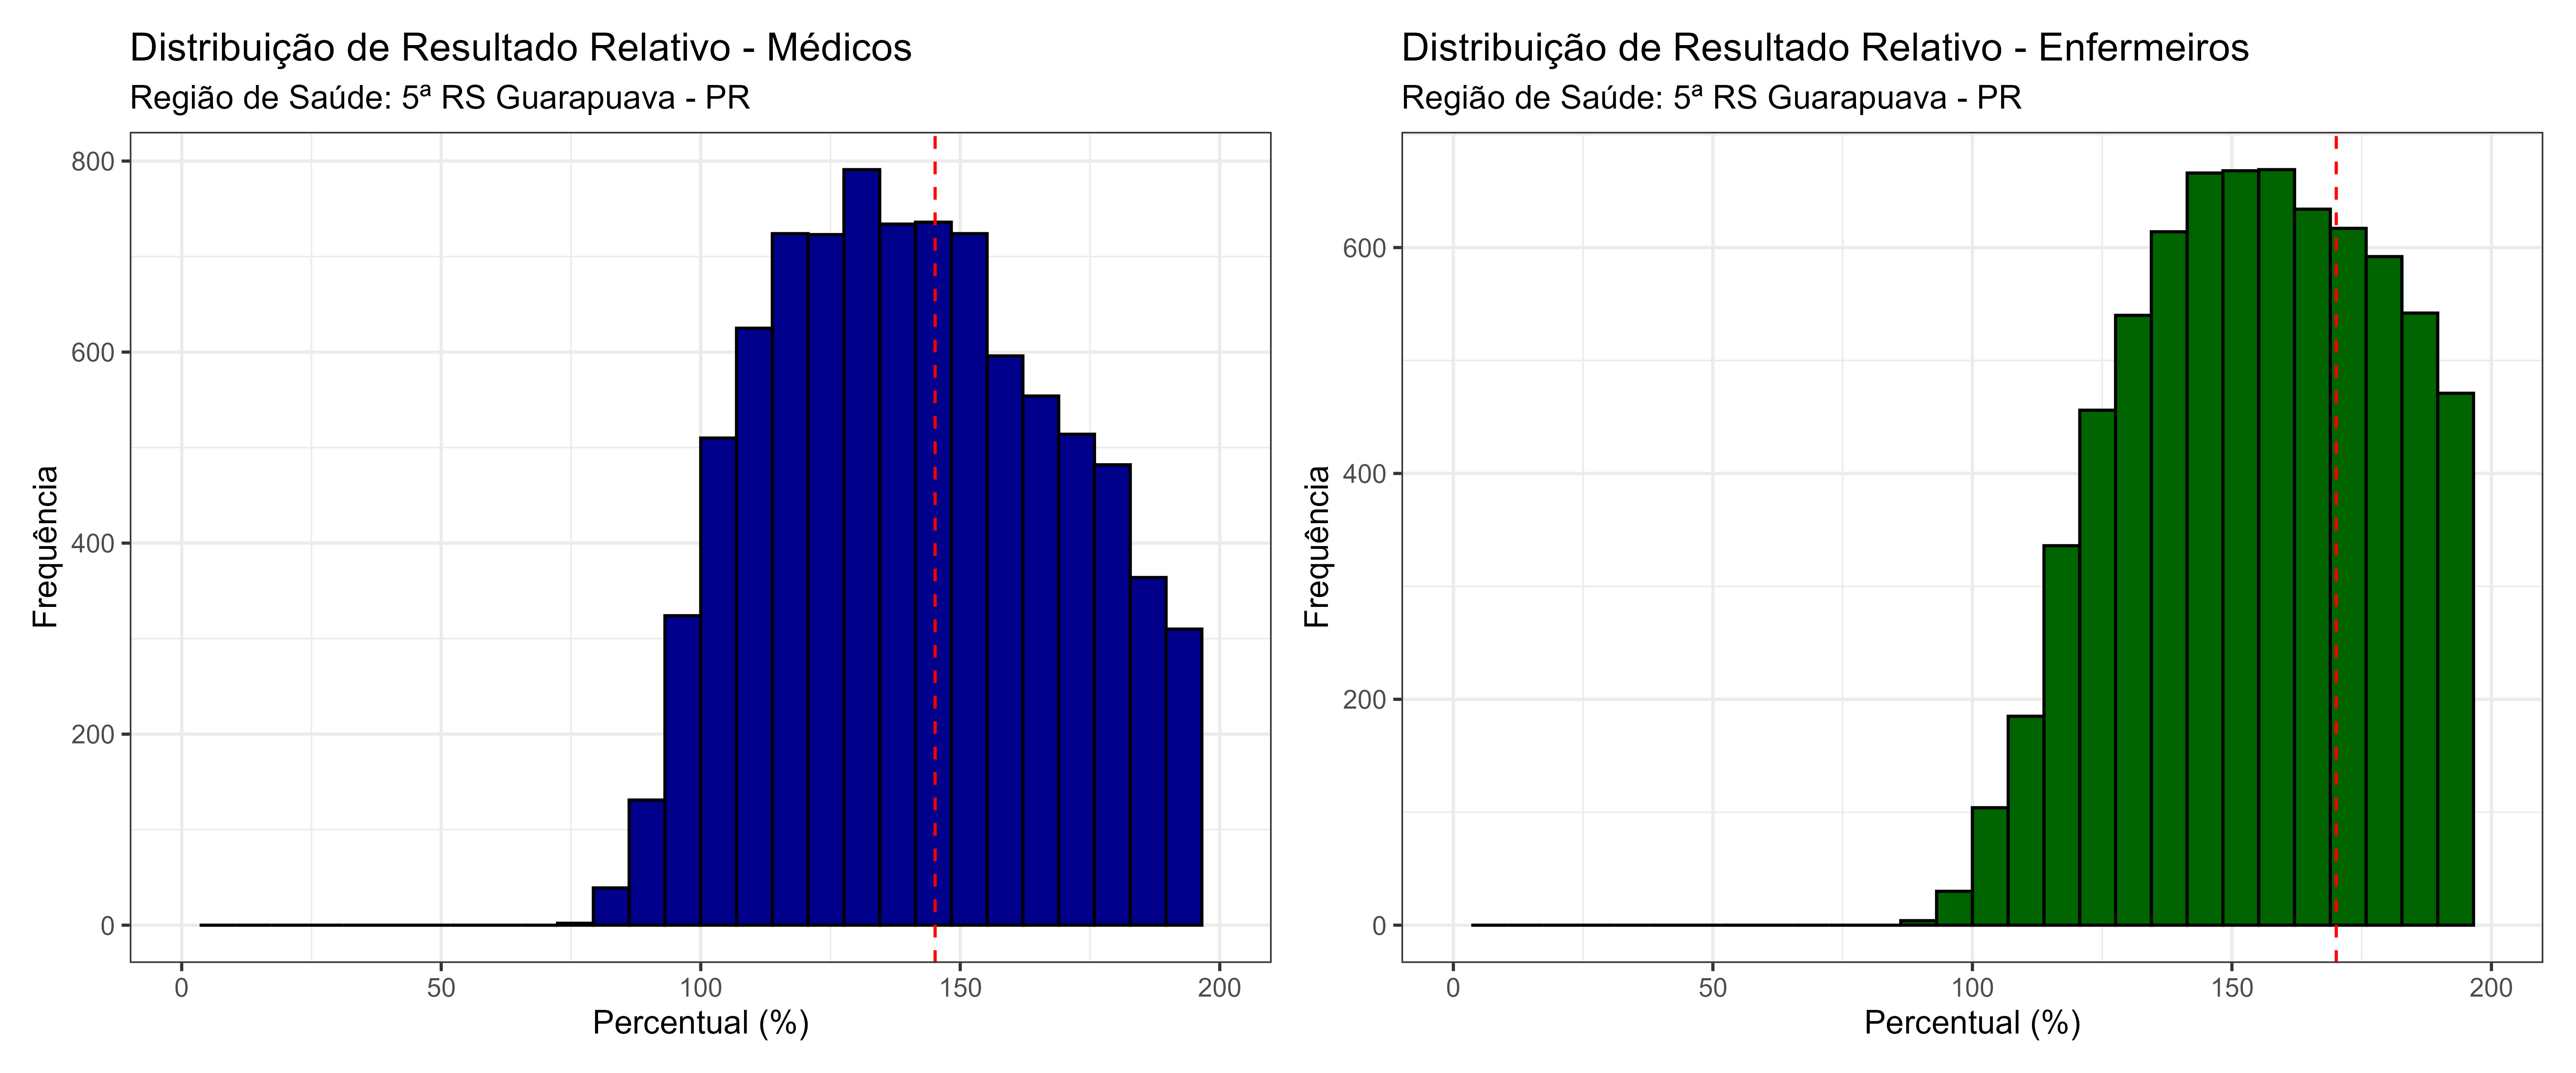 Distribuição de Resultado Relativo - Médicos
Região de Saúde: 5ª RS Guarapuava - PR
800
600
400
200
0
Frequência
0 50 100 150 200
Percentual (%)
Distribuição de Resultado Relativo - Enfermeiros
Região de Saúde: 5ª RS Guarapuava - PR
600
400
200
0
Frequência
0 50 100 150 200
Percentual (%)